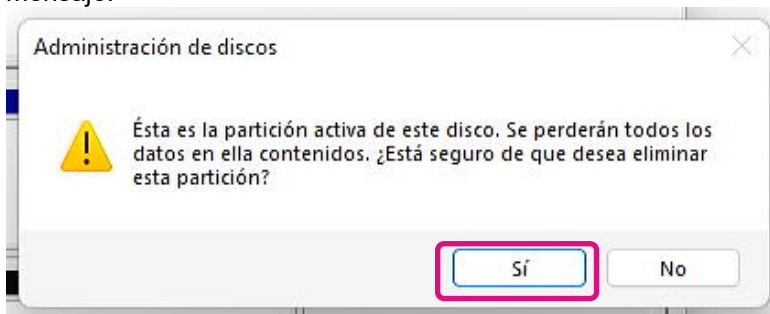 mensaje:
Administración de discos
Ésta es la partición activa de este disco. Se perderán todos los
datos en ella contenidos. ¿Está seguro de que desea eliminar
esta partición?
Sí
No